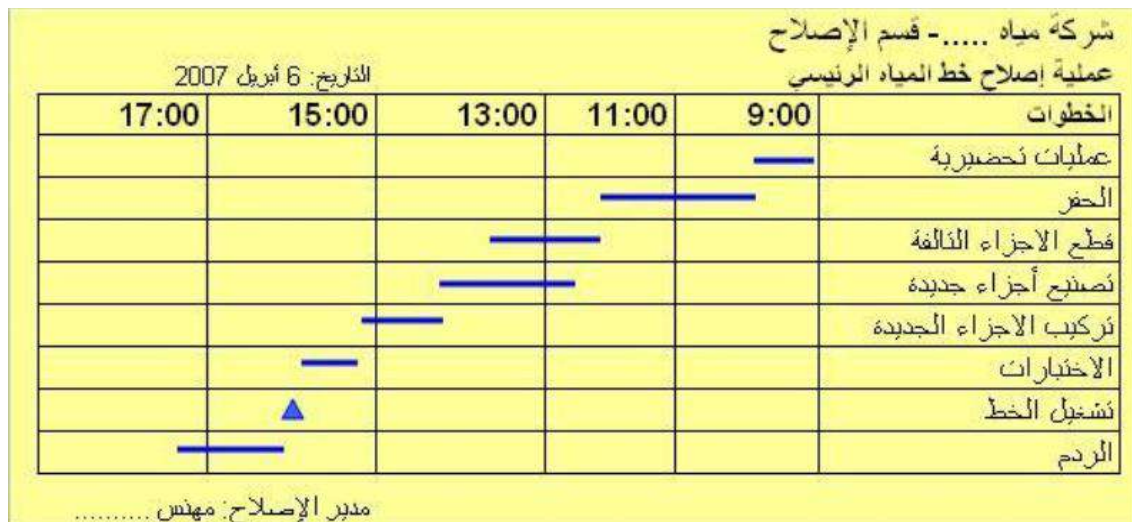 شركة مياه .....- قسم الإصلاح
عملية إصلاح خط المياه الرئيسي
التاريخ: 6 أبريل 2007
الخطوات 9:00 11:00 13:00 15:00 17:00
عمليات تحضيرية
الحفر
قطع الاجزاء التالفة
تصنيع أجزاء جديدة
تركيب الاجزاء الجديدة
الاختبارات
تشغيل الخط
الردم
مدير الإصلاح: مهنس ..........